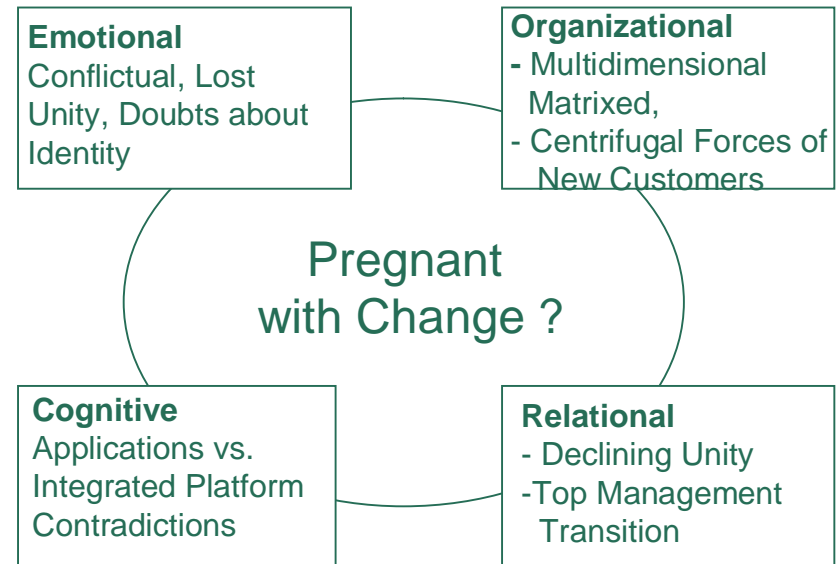 Emotional
Conflictual, Lost
Unity, Doubts about
Identity
Organizational
- Multidimensional
Matrixed,
- Centrifugal Forces of
New Customers
Pregnant
with Change ?
Cognitive
Applications vs.
Integrated Platform
Contradictions
Relational
- Declining Unity
-Top Management
Transition